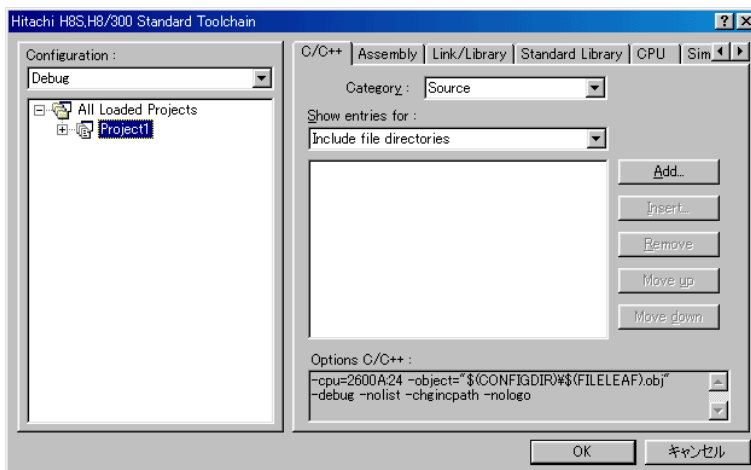 Hitachi H8S,H8/300 Standard Toolchain
Configuration :
Debug
All Loaded Projects
Project1
C/C++ Assembly Link/Library Standard Library CPU Sim
Category : Source
Show entries for :
Include file directories
Add...
Insert...
Remove
Move up
Move down
Options C/C++ :
-cpu=2600A:24 -object="$(CONFIGDIR)¥$(FILELEAF).obj"
-debug -nolist -chgincpath -nologo
OK キャンセル